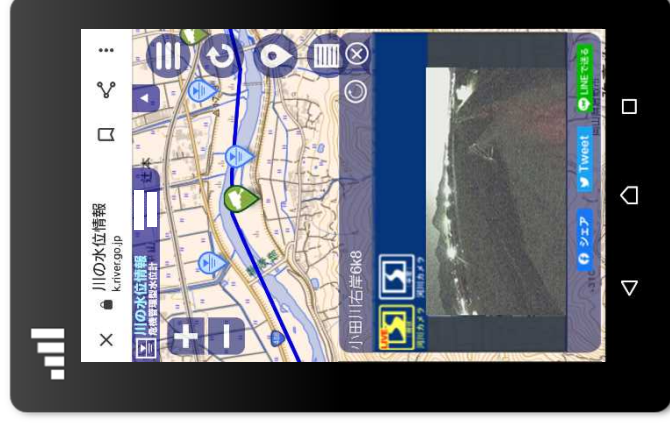 川の水位情報
k.river.go.jp
川の水位情報
危機管理型水位計
小田川右岸6k8
LIVE
河川カメラ
河川カメラ
シェア
Tweet
LINEで送る